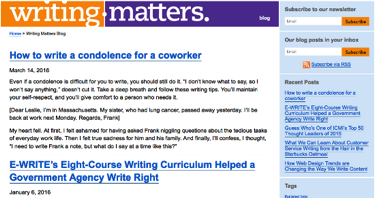 writing matters.
blog
Home > Writing Matters Blog
How to write a condolence for a coworker
March 14, 2016
Even if a condolence is difficult for you to write, you should still do it. "I don't know what to say, so I
won't say anything," doesn't cut it. Take a deep breath and follow these writing tips. You'll maintain
your self-respect, and you'll give comfort to a person who needs it.
[Dear Leslie, I'm in Massachusetts. My sister, who had lung cancer, passed away yesterday. I'll be
back at work next Monday. Regards, Frank]
My heart fell. At first, I felt ashamed for having asked Frank niggling questions about the tedious tasks
of everyday work life. Then I felt true sadness for him and his family. And finally, I'll confess, I thought,
"I need to write Frank a note, but what do I say at a time like this?"
E-WRITE's Eight-Course Writing Curriculum Helped a
Government Agency Write Right
January 6, 2016
Subscribe to our newsletter
Subscribe
Our blog posts in your inbox
Subscribe
Subscribe via RSS
Recent Posts
How to write a condolence for a
coworker
E-WRITE's Eight-Course Writing
Curriculum Helped a Government
Agency Write Right
Guess Who's One of ICMI's Top 50
Thought Leaders of 2015
What We Can Learn About Customer
Service Writing from the Hair in the
Starbucks Oatmeal
How Web Design Trends are
Changing the Way We Write Content
Tags